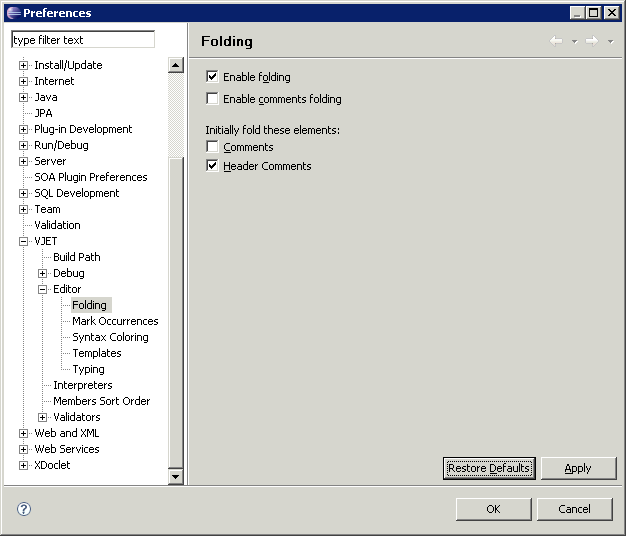 Preferences
type filter text
Install/Update
Internet
Java
JPA
Plug-in Development
Run/Debug
Server
SOA Plugin Preferences
SQL Development
Team
Validation
VJET
Build Path
Debug
Editor
Folding
Mark Occurrences
Syntax Coloring
Templates
Typing
Interpreters
Members Sort Order
Validators
Web and XML
Web Services
XDoclet
Folding
Enable folding
Enable comments folding
Initially fold these elements:
Comments
Header Comments
Restore Defaults Apply
? OK Cancel